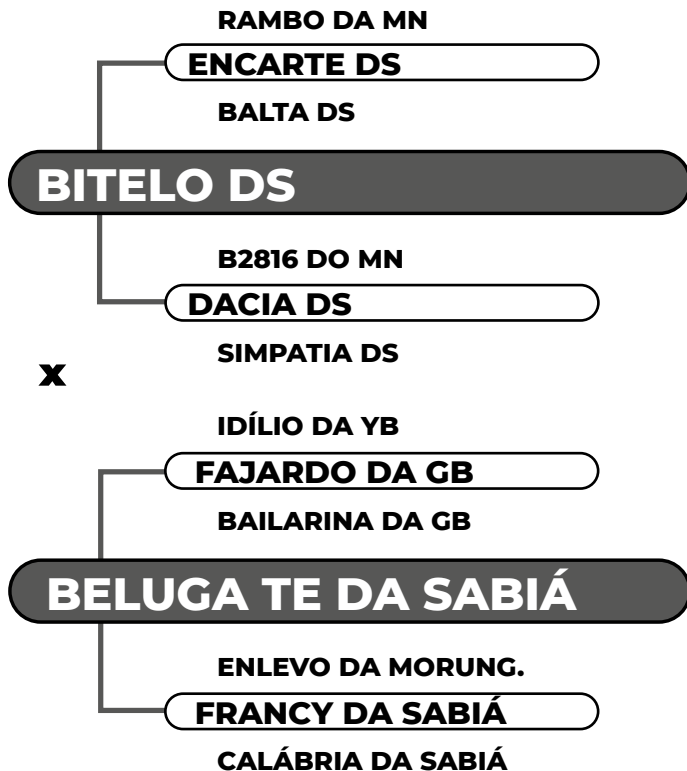 RAMBO DA MN
ENCARTE DS
BALTA DS
BITELO DS
B2816 DO MN
DACIA DS
SIMPATIA DS
x
IDÍLIO DA YB
FAJARDO DA GB
BAILARINA DA GB
BELUGA TE DA SABIÁ
ENLEVO DA MORUNG.
FRANCY DA SABIÁ
CALÁBRIA DA SABIÁ